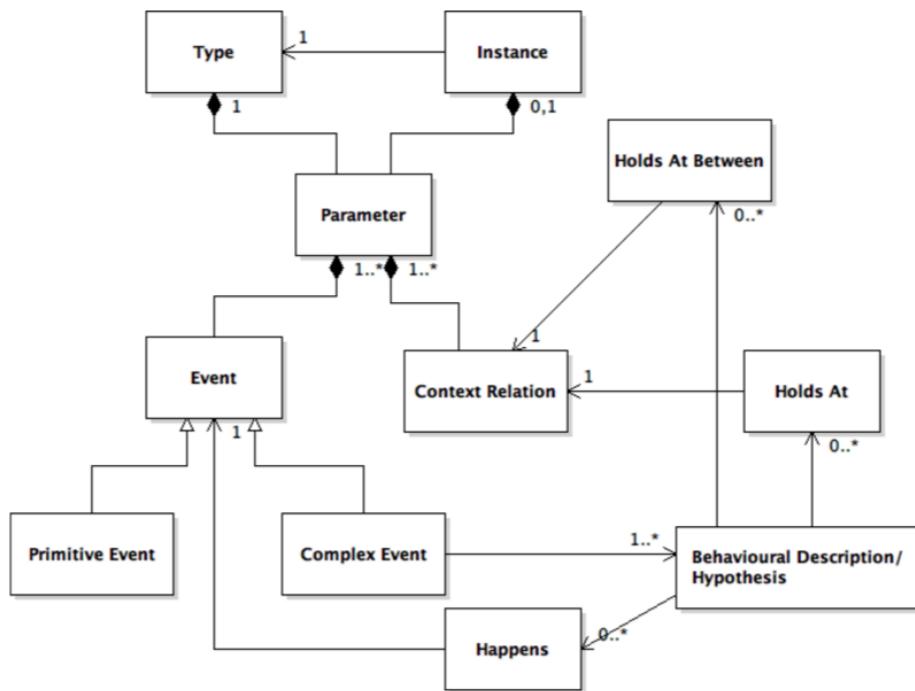 Type
1
Instance
1
0,1
Holds At Between
0..*
Parameter
1..*
1..*
Event
1
Context Relation
1
1
Holds At
0..*
Primitive Event
Complex Event
1..*
Behavioural Description/
Hypothesis
0..*
Happens